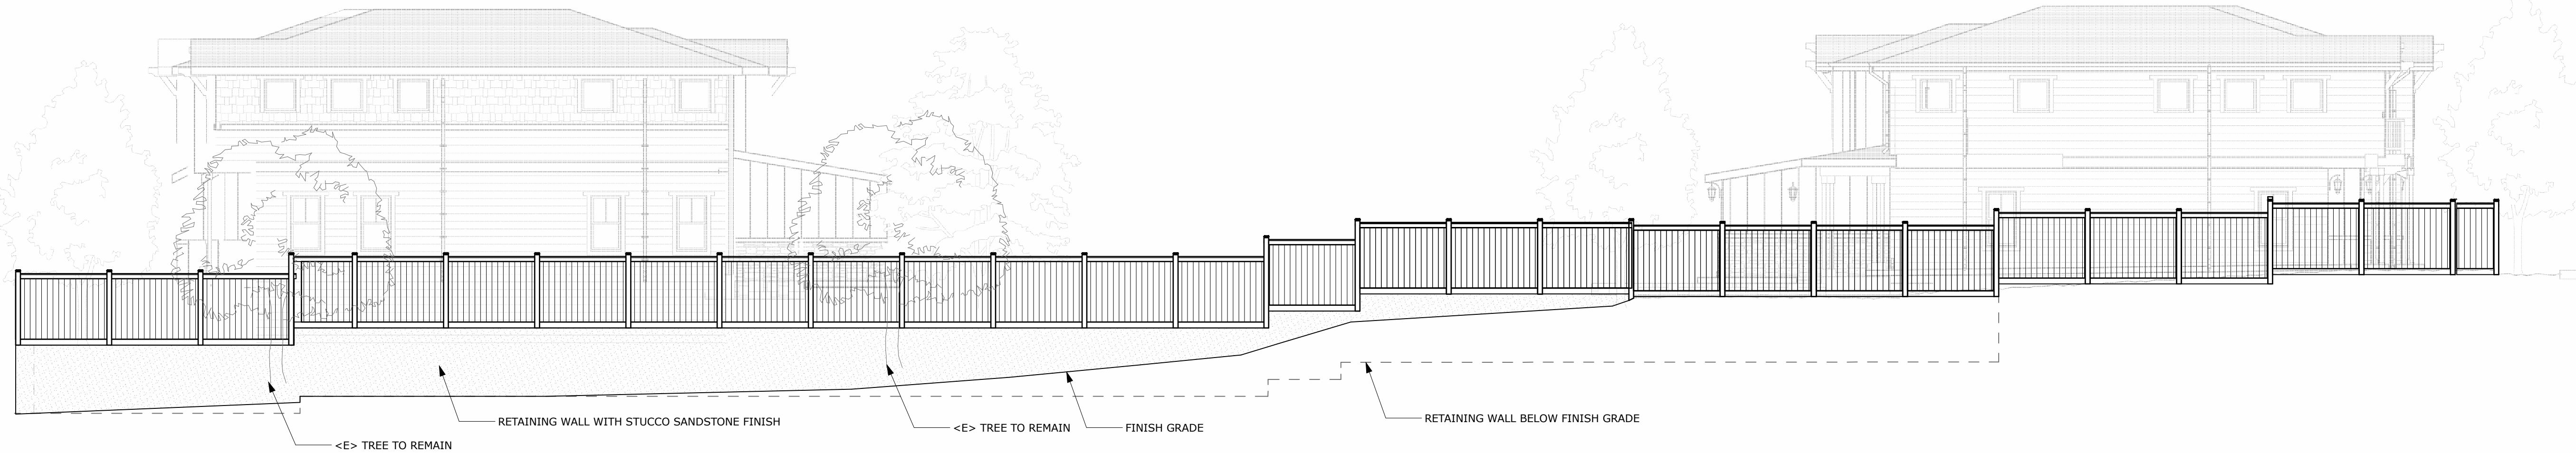 RETAINING WALL WITH STUCCO SANDSTONE FINISH
<E> TREE TO REMAIN
<E> TREE TO REMAIN
FINISH GRADE
RETAINING WALL BELOW FINISH GRADE